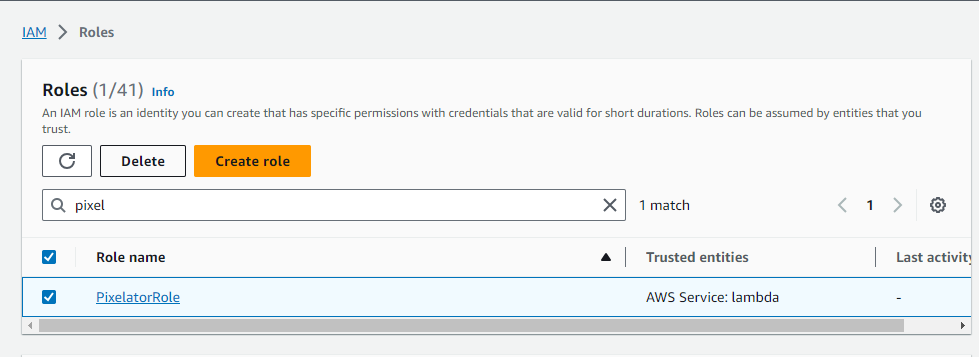 IAM > Roles
Roles (1/41) Info
An IAM role is an identity you can create that has specific permissions with credentials that are valid for short durations. Roles can be assumed by entities that you
trust.
Delete Create role
pixel 1 match 1
Role name Trusted entities Last activity
PixelatorRole AWS Service: lambda -